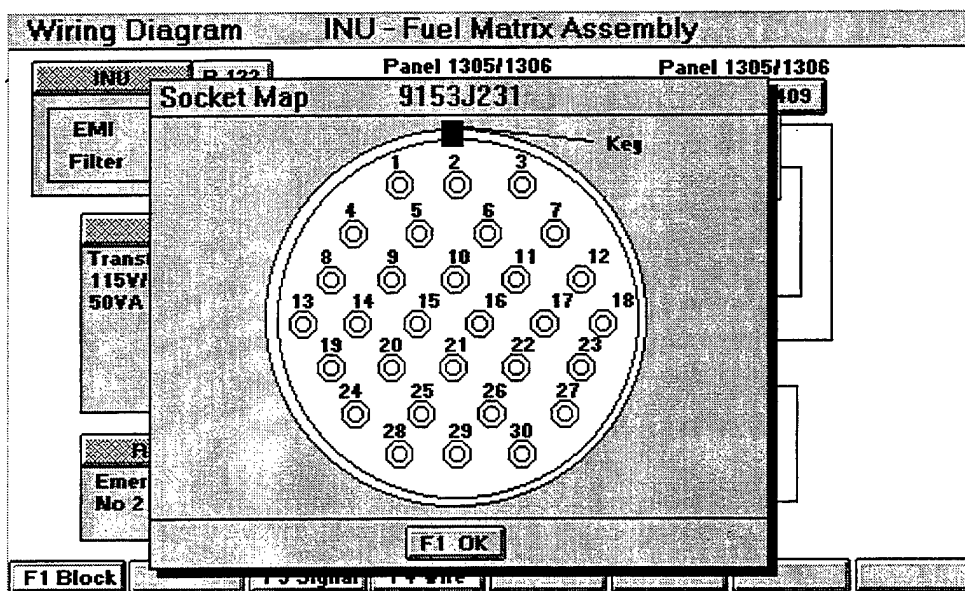 Wiring Diagram INU - Fuel Matrix Assembly
INU
Panel 1305/1306 Panel 1305/1306
Socket Map 9153J231
409
EMI
Filter
Key
1 2 3
4 5 6 7
8 9 10 11 12
13 14 15 16 17 18
19 20 21 22 23
24 25 26 27
28 29 30
115V/
50VA
No 2
F1 OK
F1 Block